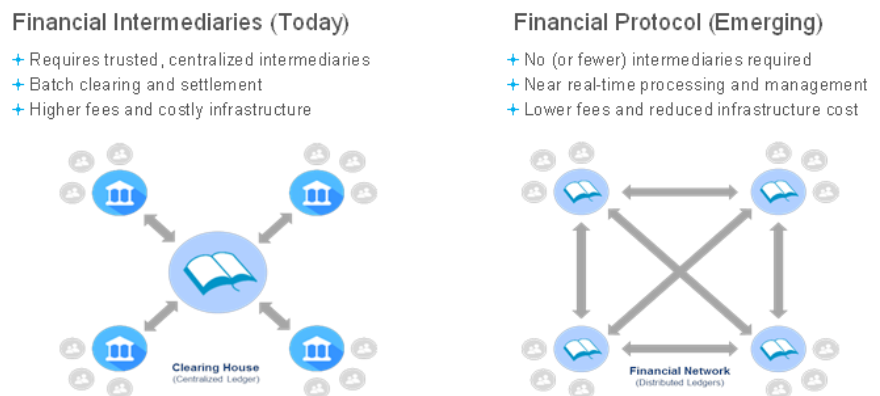 Financial Intermediaries (Today)
Requires trusted, centralized intermediaries
Batch clearing and settlement
Higher fees and costly infrastructure
Clearing House
(Centralized Ledger)
Financial Protocol (Emerging)
No (or fewer) intermediaries required
Near real-time processing and management
Lower fees and reduced infrastructure cost
Financial Network
(Distributed Ledgers)